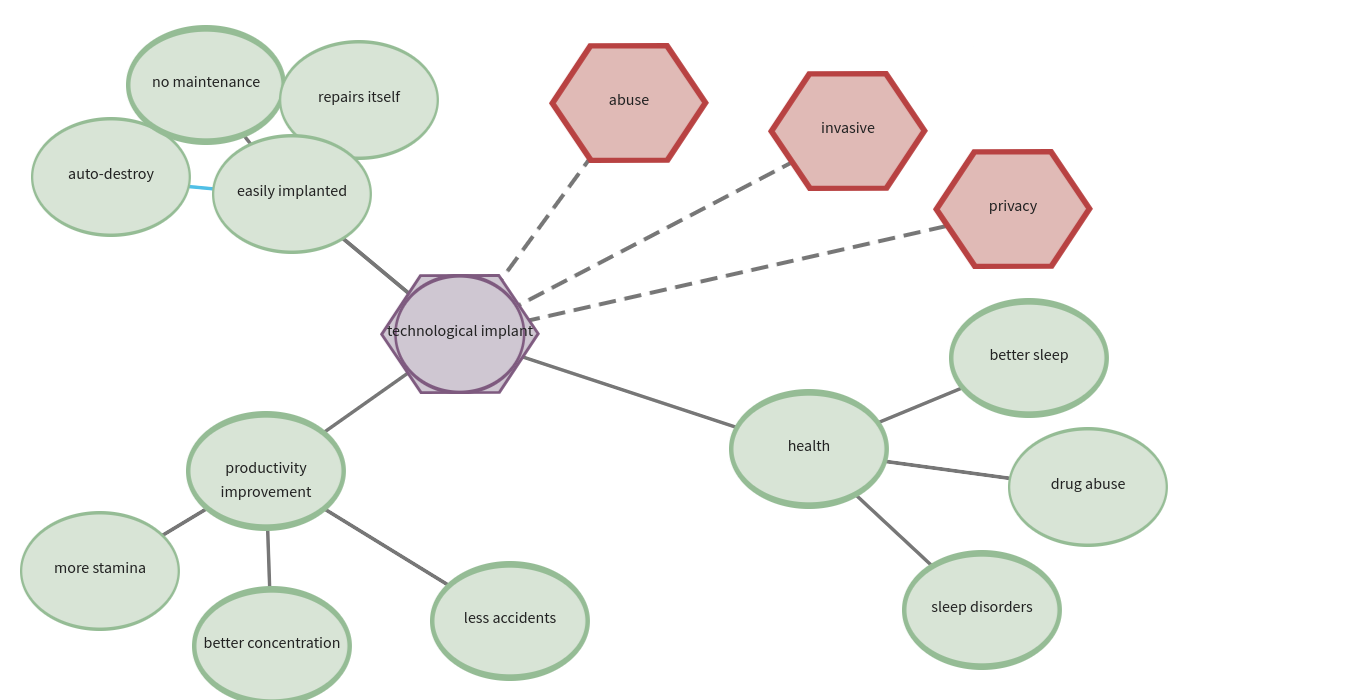 no maintenance
repairs itself
abuse
invasive
auto-destroy
easily implanted
privacy
technological implant
better sleep
health
productivity
improvement
drug abuse
more stamina
less accidents
sleep disorders
better concentration